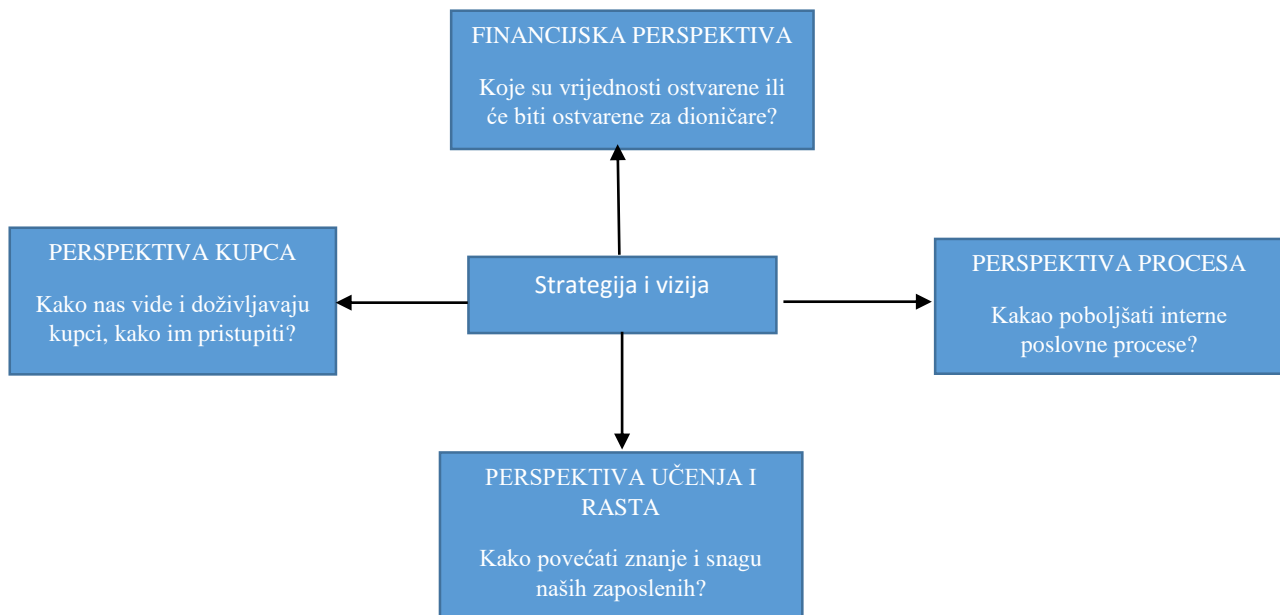 FINANCIJSKA PERSPEKTIVA
Koje su vrijednosti ostvarene ili
će biti ostvarene za dioničare?
PERSPEKTIVA KUPCA
Kako nas vide i doživljavaju
kupci, kako im pristupiti?
Strategija i vizija
PERSPEKTIVA PROCESA
Kakao poboljšati interne
poslovne procese?
PERSPEKTIVA UČENJA I
RASTA
Kako povećati znanje i snagu
naših zaposlenih?